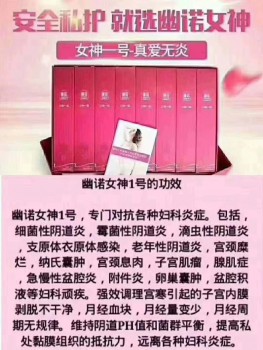 安全私护 就选幽诺女神
女神一号·真爱无炎
幽诺女神1号的功效
幽诺女神1号，专门对抗各种妇科炎症。包括，
细菌性阴道炎，霉菌性阴道炎，滴虫性阴道炎
，支原体衣原体感染，老年性阴道炎，宫颈糜
烂，纳氏囊肿，宫颈息肉，子宫肌瘤，腺肌症
，急慢性盆腔炎，附件炎，卵巢囊肿，盆腔积
液等妇科顽疾。强效调理宫寒引起的子宫内膜
剥脱不干净，月经血块，月经量变少，月经周
期无规律。维持阴道PH值和菌群平衡，提高私
处黏膜组织的抵抗力，远离各种妇科炎症。